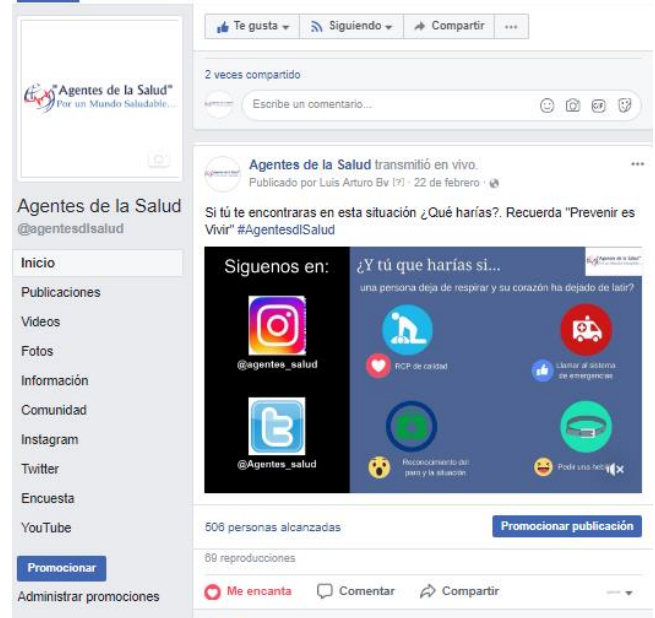 "Agentes de la Salud"
Por un Mundo Saludable...
Agentes de la Salud
@agentesdlsalud
Inicio
Publicaciones
Videos
Fotos
Información
Comunidad
Instagram
Twitter
Encuesta
YouTube
Promocionar
Administrar promociones
Te gusta
Siguiendo
Compartir
2 veces compartido
Escribe un comentario...
GIF
Agentes de la Salud transmitió en vivo.
Publicado por Luis Arturo Bv [?] · 22 de febrero ·
Si tú te encontraras en esta situación ¿Qué harías?. Recuerda "Prevenir es
Vivir" #AgentesdlSalud
Siguenos en:
@agentes_salud
@Agentes_salud
¿Y tú que harías si...
una persona deja de respirar y su corazón ha dejado de latir?
RCP de calidad
Llamar al sistema
de emergencias
Reconocimiento del
paro y la situación
Pedir una
506 personas alcanzadas
Promocionar publicación
69 reproducciones
Me encanta
Comentar
Compartir